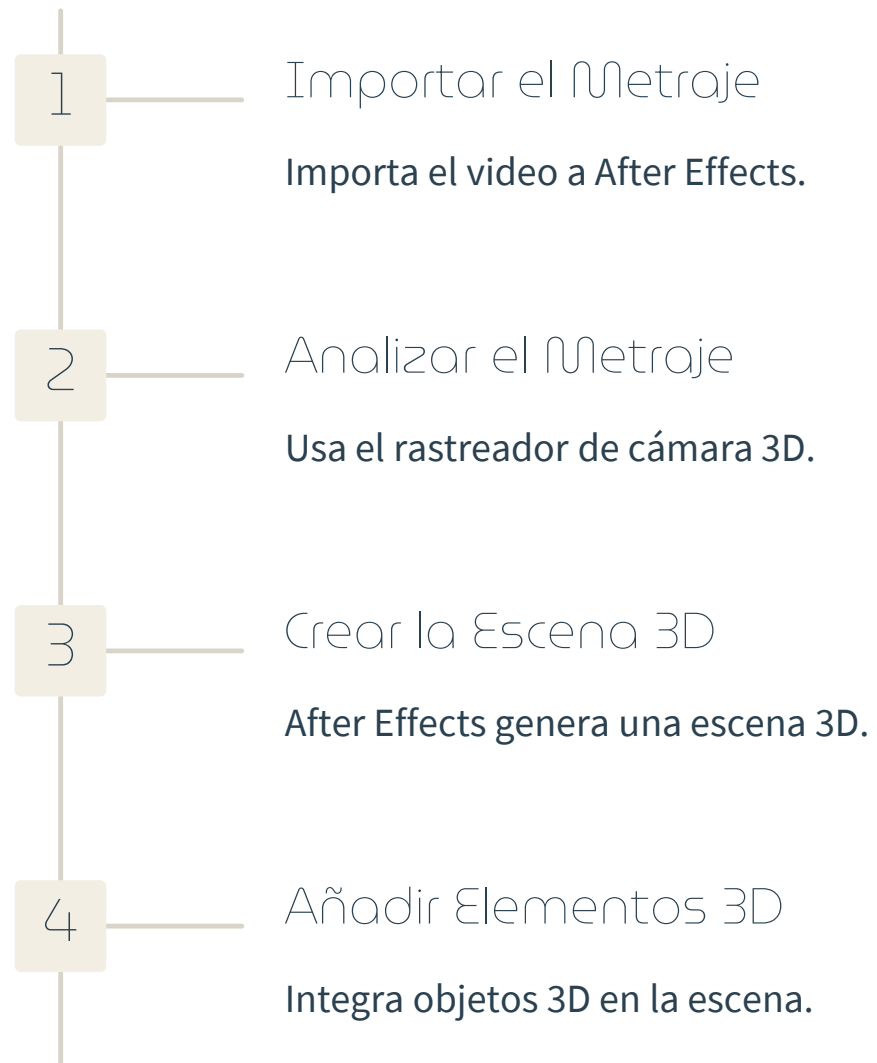 1
Importar el Metraje
Importa el video a After Effects.
2
Analizar el Metraje
Usa el rastreador de cámara 3D.
3
Crear la Escena 3D
After Effects genera una escena 3D.
4
Añadir Elementos 3D
Integra objetos 3D en la escena.